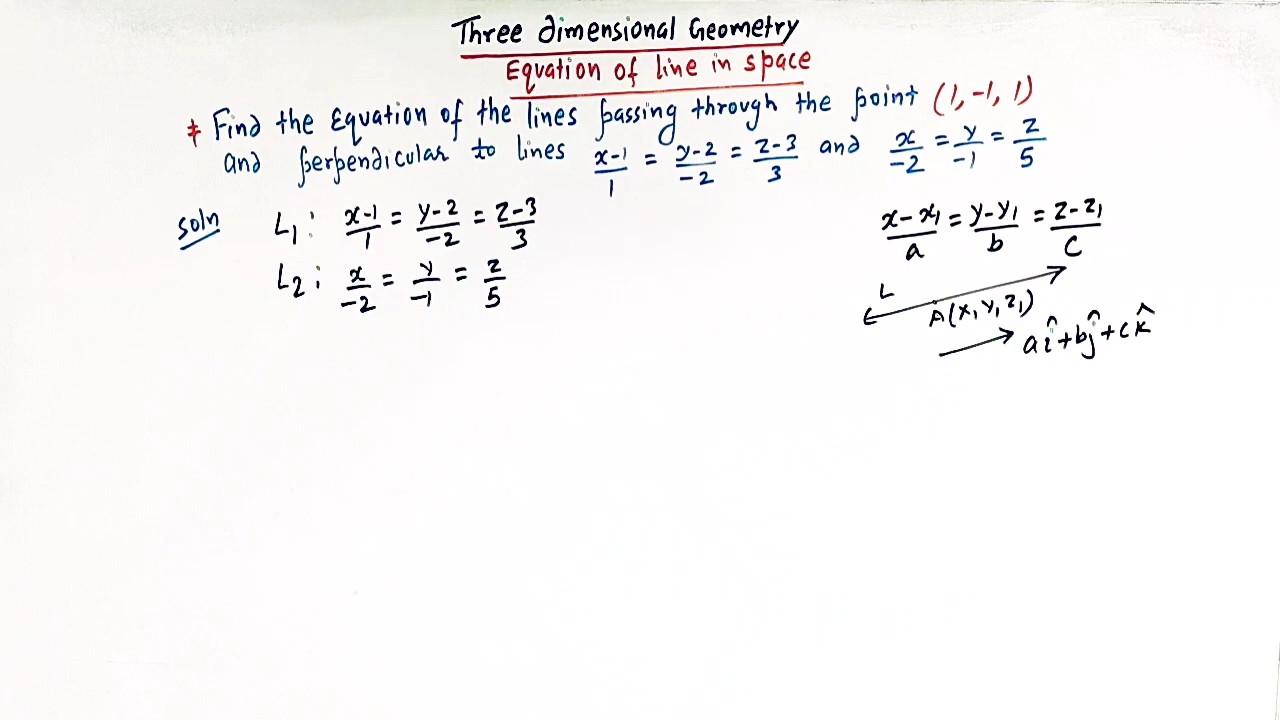 Three dimensional Geometry
Equation of line in space
* Find the Equation of the lines passing through the point (1, -1, 1)
and perpendicular to lines (x-1)/1 = (y-2)/-2 = (z-3)/3 and x/-2 = y/-1 = z/5
soln L₁: (x-1)/1 = (y-2)/-2 = (z-3)/3
L₂: x/-2 = y/-1 = z/5
(x-x₁)/a = (y-y₁)/b = (z-z₁)/c
L
A(x₁ y₁ z₁)
aî+bĵ+ck̂